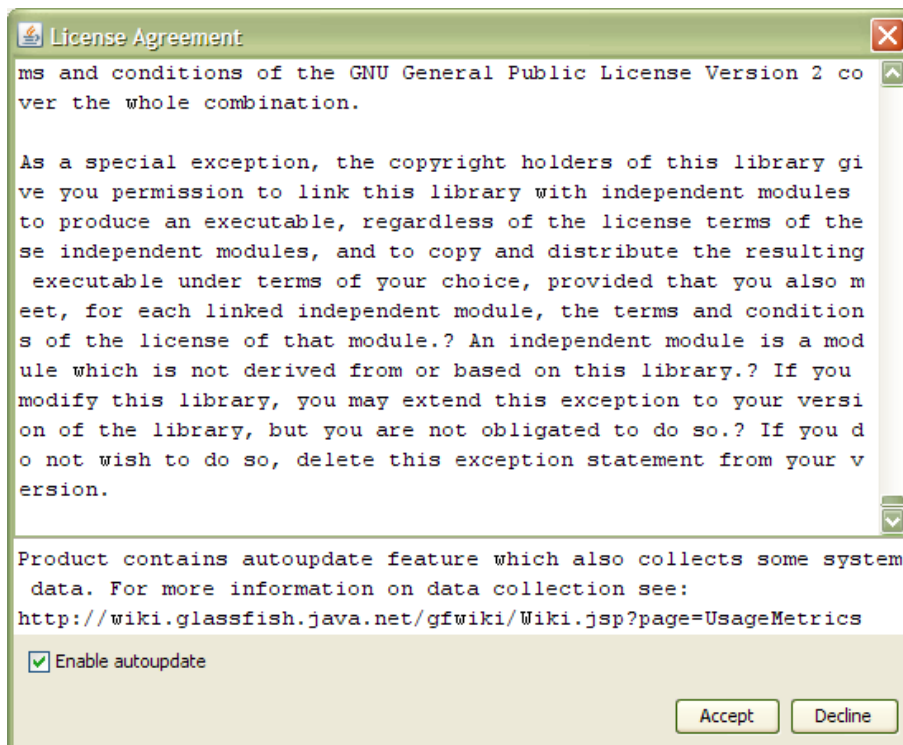 License Agreement
ms and conditions of the GNU General Public License Version 2 co
ver the whole combination.
As a special exception, the copyright holders of this library gi
ve you permission to link this library with independent modules
to produce an executable, regardless of the license terms of the
se independent modules, and to copy and distribute the resulting
executable under terms of your choice, provided that you also m
eet, for each linked independent module, the terms and condition
s of the license of that module.? An independent module is a mod
ule which is not derived from or based on this library.? If you
modify this library, you may extend this exception to your versi
on of the library, but you are not obligated to do so.? If you d
o not wish to do so, delete this exception statement from your v
ersion.
Product contains autoupdate feature which also collects some system
data. For more information on data collection see:
http://wiki.glassfish.java.net/gfwiki/Wiki.jsp?page=UsageMetrics
Enable autoupdate
Accept Decline